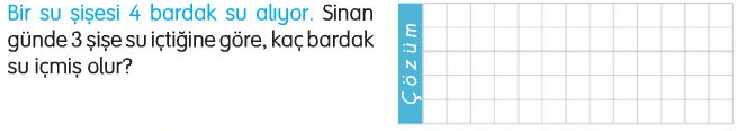 Bir su şişesi 4 bardak su alıyor. Sinan
günde 3 şişe su içtiğine göre, kaç bardak
su içmiş olur?
Çözüm